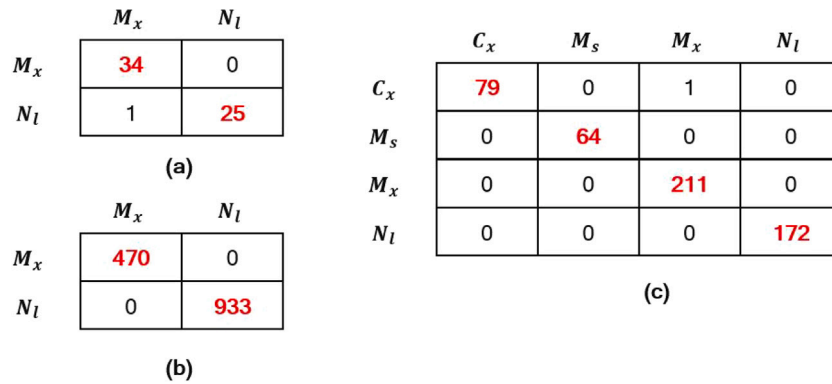 M_x N_l
M_x 34 0
N_l 1 25
(a)
M_x N_l
M_x 470 0
N_l 0 933
(b)
C_x M_s M_x N_l
C_x 79 0 1 0
M_s 0 64 0 0
M_x 0 0 211 0
N_l 0 0 0 172
(c)